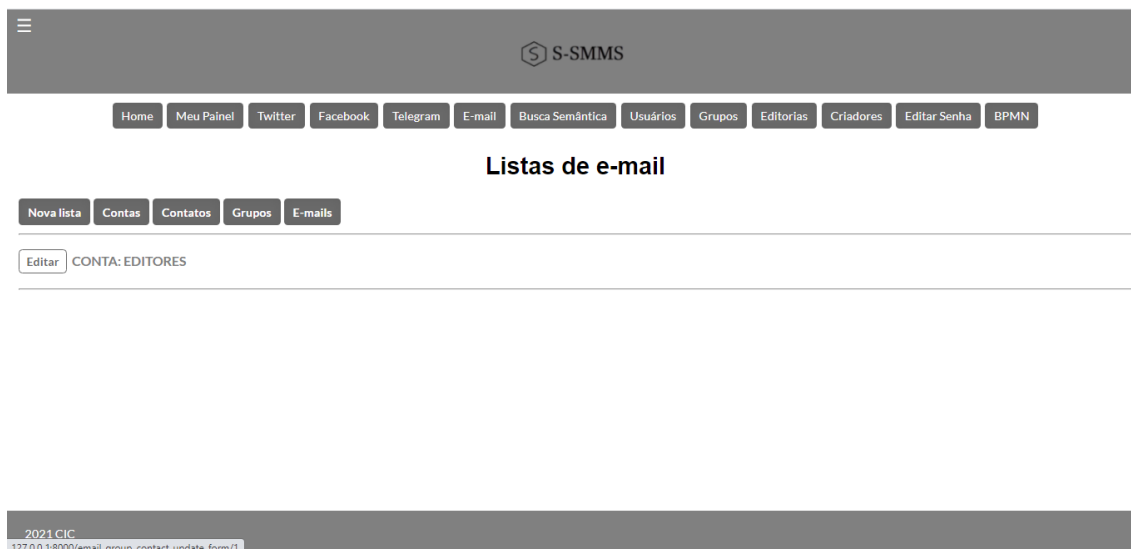 ☰
S-SMMS
Home Meu Painel Twitter Facebook Telegram E-mail Busca Semântica Usuários Grupos Editorias Criadores Editar Senha BPMN
Listas de e-mail
Nova lista Contas Contatos Grupos E-mails
Editar CONTA: EDITORES
2021 CIC
127.0.0.1:8000/email_group_contact_update_form/1